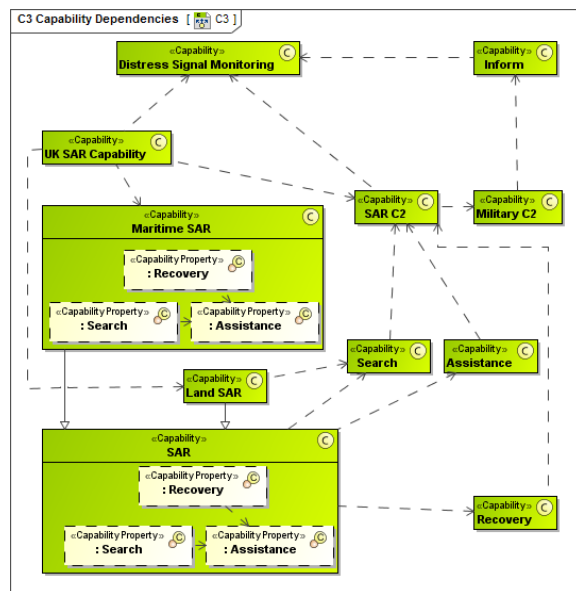 C3 Capability Dependencies [ C3 ]
«Capability»
Distress Signal Monitoring
«Capability»
Inform
«Capability»
UK SAR Capability
«Capability»
SAR C2
«Capability»
Military C2
«Capability»
Maritime SAR
«Capability Property»
: Recovery
«Capability Property»
: Search
«Capability Property»
: Assistance
«Capability»
Search
«Capability»
Assistance
«Capability»
Land SAR
«Capability»
SAR
«Capability Property»
: Recovery
«Capability Property»
: Search
«Capability Property»
: Assistance
«Capability»
Recovery